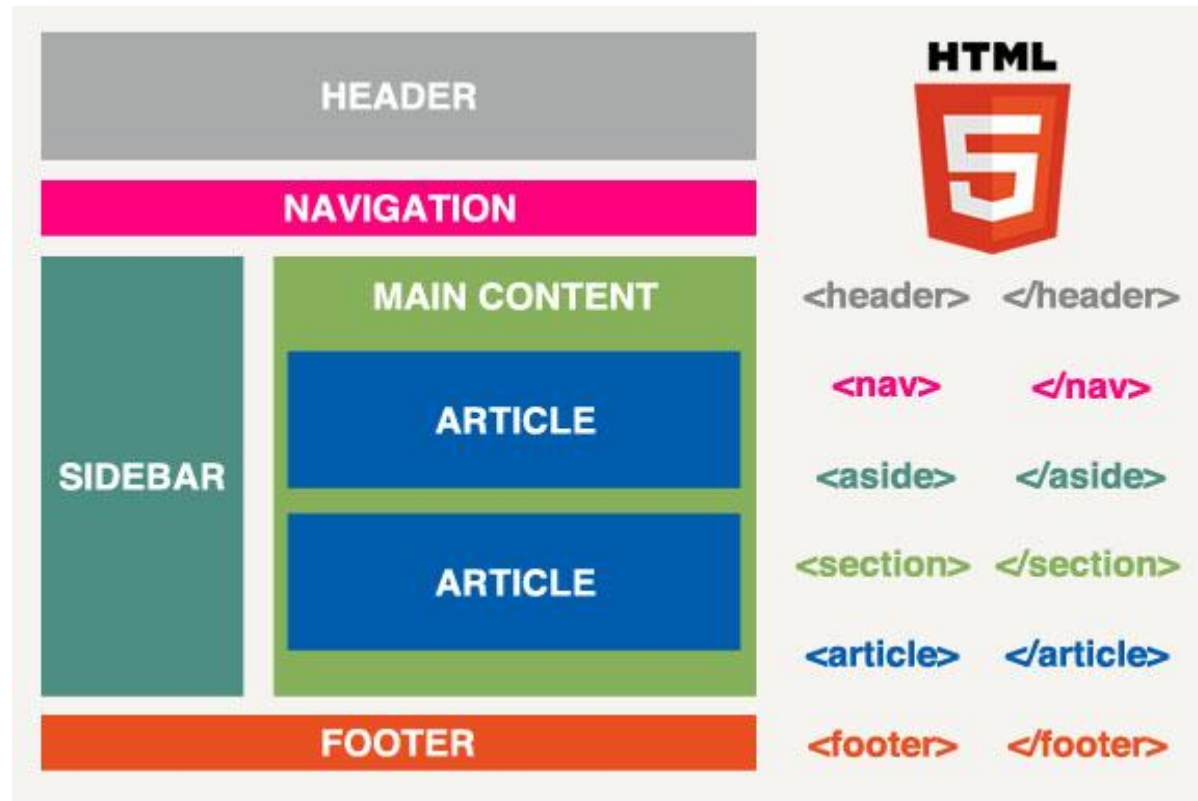 HEADER
NAVIGATION
SIDEBAR
MAIN CONTENT
ARTICLE
ARTICLE
FOOTER
HTML
5
<header> </header>
<nav> </nav>
<aside> </aside>
<section> </section>
<article> </article>
<footer> </footer>